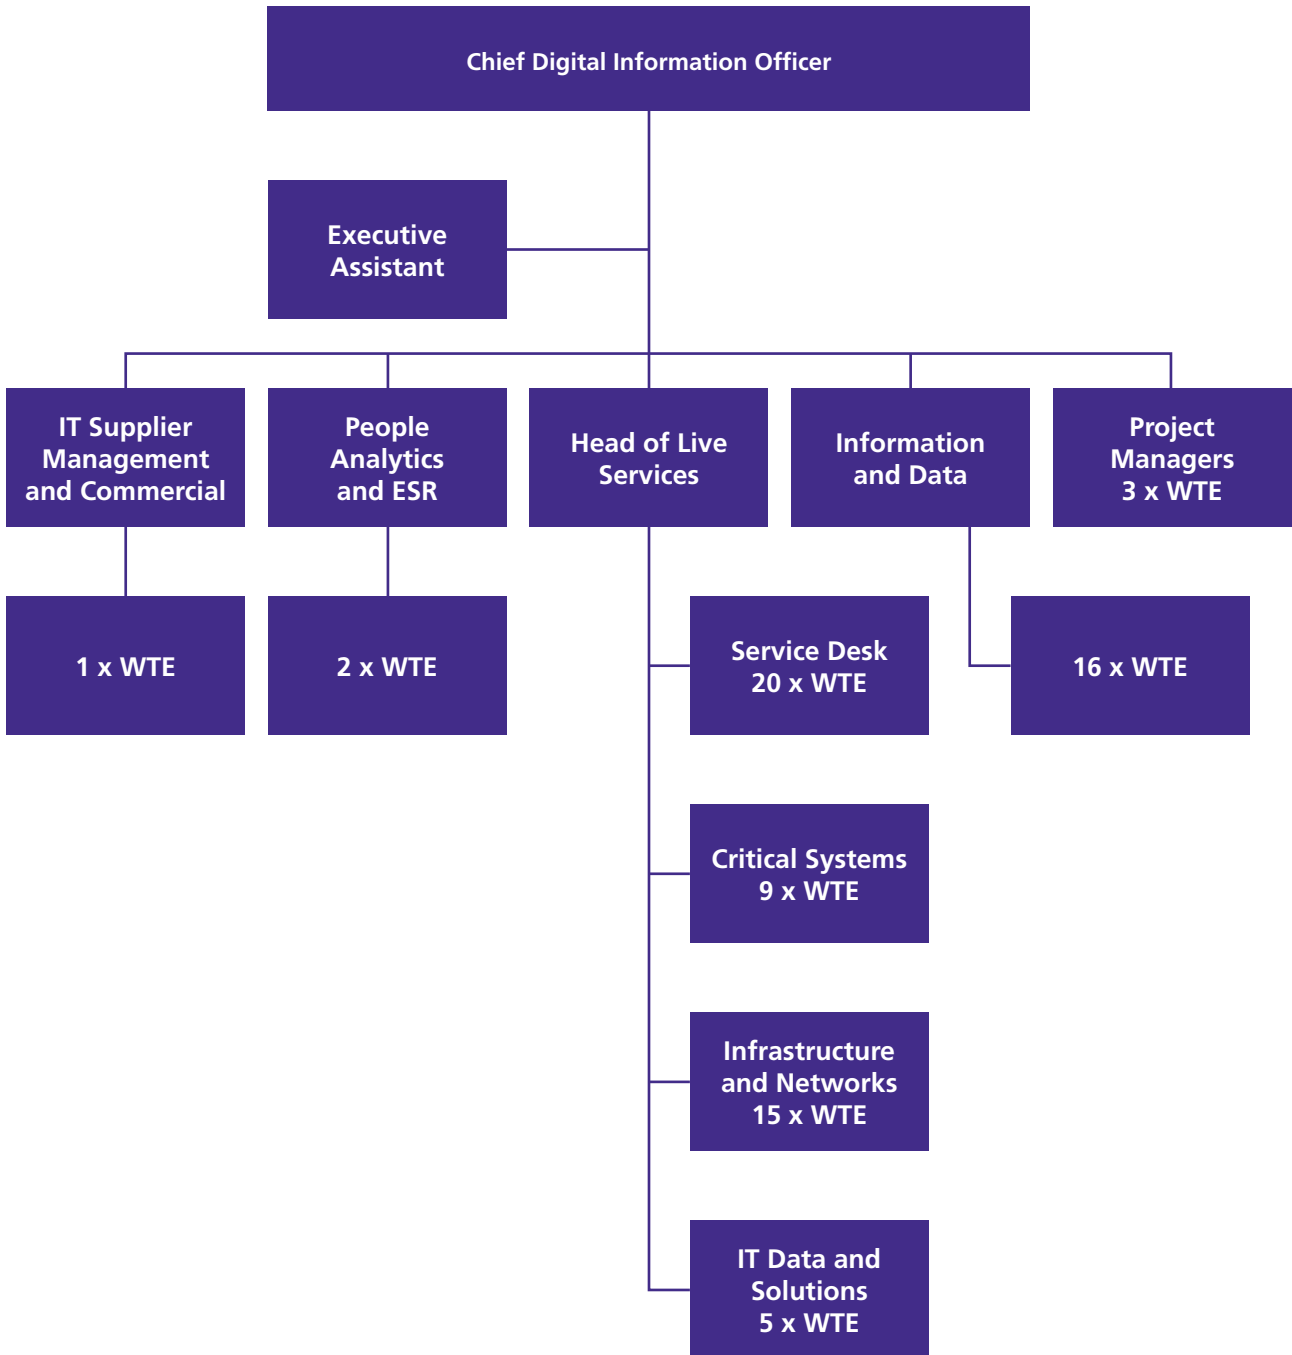 Chief Digital Information Officer
Executive
Assistant
IT Supplier
Management
and Commercial
People
Analytics
and ESR
Head of Live
Services
Information
and Data
Project
Managers
3 x WTE
1 x WTE
2 x WTE
Service Desk
20 x WTE
16 x WTE
Critical Systems
9 x WTE
Infrastructure
and Networks
15 x WTE
IT Data and
Solutions
5 x WTE